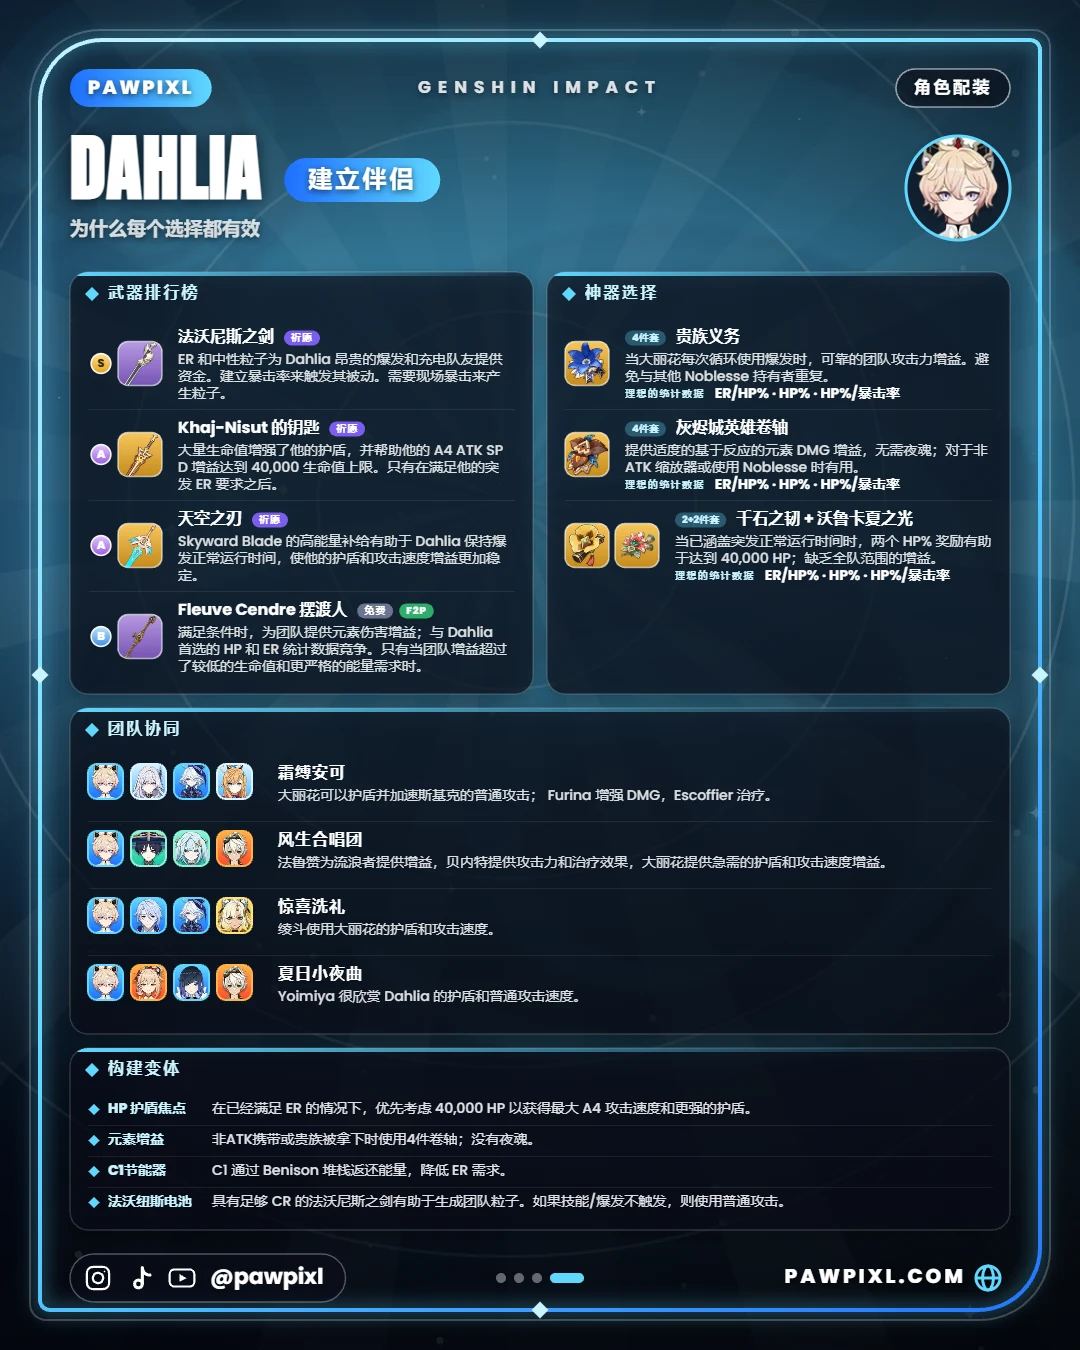 PAWPIXL
GENSHIN IMPACT
角色配装
DAHLIA
建立伴侣
为什么每个选择都有效
武器排行榜
S
法沃尼斯之剑 祈愿
ER 和中性粒子为 Dahlia 昂贵的爆发和充电队友提供
资金。建立暴击率来触发其被动。需要现场暴击来产
生粒子。
A
Khaj-Nisut 的钥匙 祈愿
大量生命值增强了他的护盾，并帮助他的 A4 ATK SP
D 增益达到 40,000 生命值上限。只有在满足他的突
发 ER 要求之后。
A
天空之刃 祈愿
Skyward Blade 的高能量补给有助于 Dahlia 保持爆
发正常运行时间，使他的护盾和攻击速度增益更加稳
定。
B
Fleuve Cendre 摆渡人 免费 F2P
满足条件时，为团队提供元素伤害增益；与 Dahlia
首选的 HP 和 ER 统计数据竞争。只有当团队增益超过
了较低的生命值和更严格的能量需求时。
神器选择
4件套 贵族义务
当大丽花每次循环使用爆发时，可靠的团队攻击力增益。避
免与其他 Noblesse 持有者重复。
理想的统计数据 ER/HP% · HP% · HP%/暴击率
4件套 灰烬城英雄卷轴
提供适度的基于反应的元素 DMG 增益，无需夜魂；对于非
ATK 缩放器或使用 Noblesse 时有用。
理想的统计数据 ER/HP% · HP% · HP%/暴击率
2+2件套 千石之韧 + 沃鲁卡夏之光
当已涵盖突发正常运行时间时，两个 HP% 奖励有助
于达到 40,000 HP；缺乏全队范围的增益。
理想的统计数据 ER/HP% · HP% · HP%/暴击率
团队协同
霜缚安可
大丽花可以护盾并加速斯基克的普通攻击； Furina 增强 DMG，Escoffier 治疗。
风生合唱团
法鲁赞为流浪者提供增益，贝内特提供攻击力和治疗效果，大丽花提供急需的护盾和攻击速度增益。
惊喜洗礼
绫斗使用大丽花的护盾和攻击速度。
夏日小夜曲
Yoimiya 很欣赏 Dahlia 的护盾和普通攻击速度。
构建变体
HP 护盾焦点 在已经满足 ER 的情况下，优先考虑 40,000 HP 以获得最大 A4 攻击速度和更强的护盾。
元素增益 非ATK携带或贵族被拿下时使用4件卷轴；没有夜魂。
C1节能器 C1 通过 Benison 堆栈返还能量，降低 ER 需求。
法沃纽斯电池 具有足够 CR 的法沃尼斯之剑有助于生成团队粒子。如果技能/爆发不触发，则使用普通攻击。
@pawpixl
PAWPIXL.COM